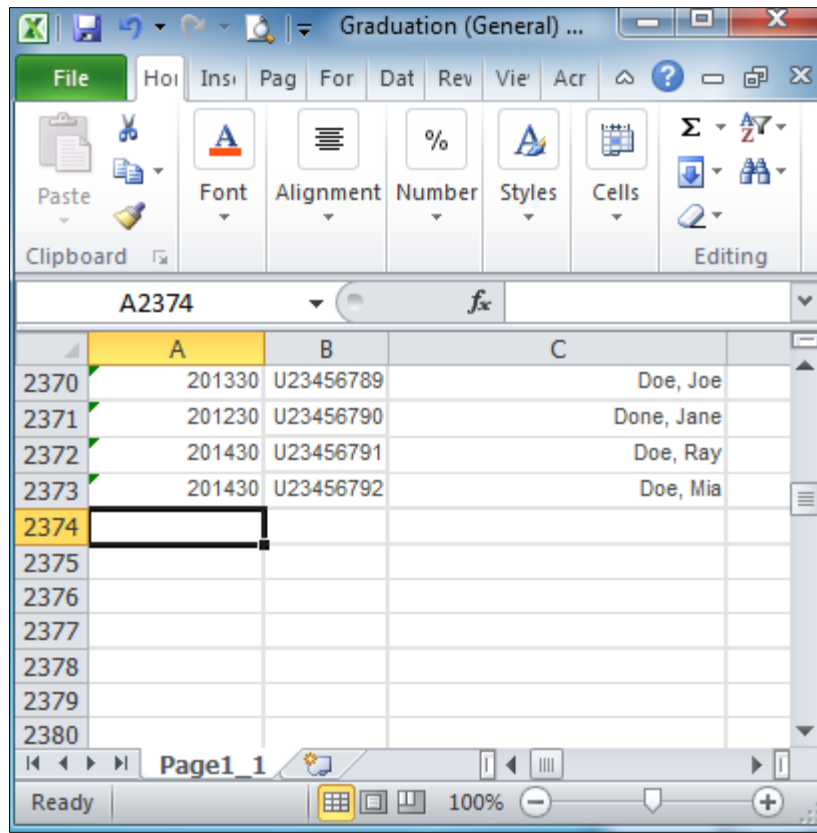 Graduation (General) ...
File Hor Inse Pag For Dat Rev Vie Acr
Paste Font Alignment Number Styles Cells
Clipboard Editing
A2374 fx
A B C
2370 201330 U23456789 Doe, Joe
2371 201230 U23456790 Done, Jane
2372 201430 U23456791 Doe, Ray
2373 201430 U23456792 Doe, Mia
2374
2375
2376
2377
2378
2379
2380
Page1_1
Ready 100%